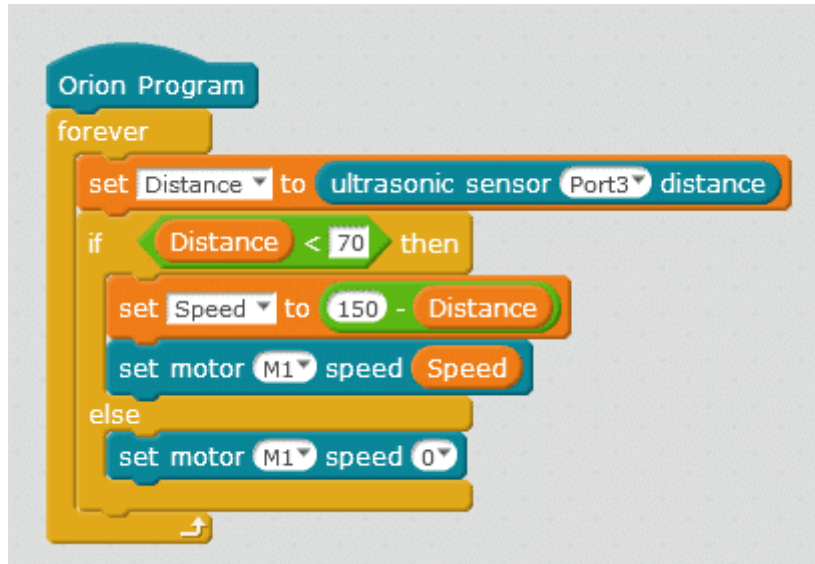 Orion Program
forever
set Distance to ultrasonic sensor Port3 distance
if Distance < 70 then
set Speed to 150 - Distance
set motor M1 speed Speed
else
set motor M1 speed 0